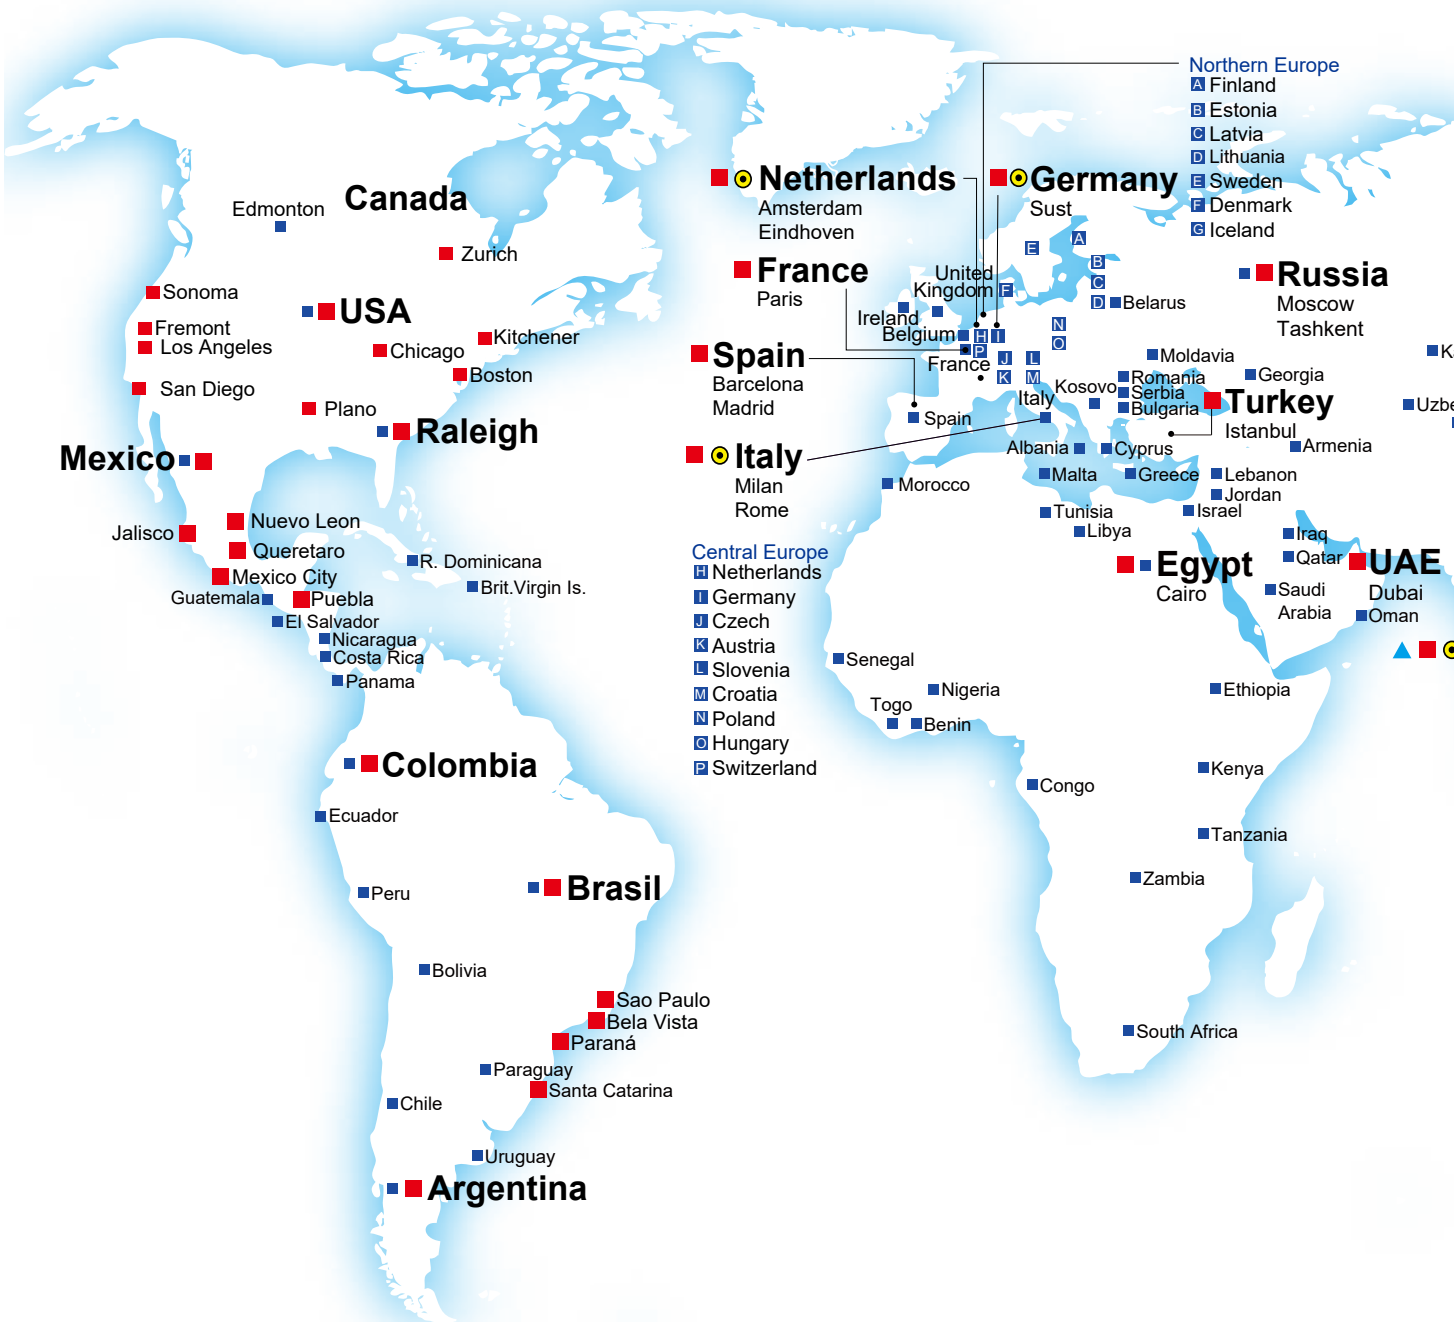 Northern Europe
A Finland
B Estonia
C Latvia
D Lithuania
E Sweden
F Denmark
G Iceland
Canada
Edmonton
Zurich
Sonoma
USA
Fremont
Los Angeles
Kitchener
Chicago
Boston
San Diego
Plano
Raleigh
Mexico
Nuevo Leon
Jalisco
Queretaro
Mexico City
Guatemala
Puebla
El Salvador
Nicaragua
Costa Rica
Panama
R. Dominicana
Brit.Virgin Is.
Colombia
Ecuador
Peru
Brasil
Bolivia
Sao Paulo
Bela Vista
Paraná
Paraguay
Santa Catarina
Chile
Uruguay
Argentina
Netherlands
Amsterdam
Eindhoven
Germany
Sust
France
Paris
Spain
Barcelona
Madrid
Italy
Milan
Rome
Central Europe
H Netherlands
I Germany
J Czech
K Austria
L Slovenia
M Croatia
N Poland
O Hungary
P Switzerland
E
A
B
C
D
F
N
O
H
I
P
J
L
K
M
United
Kingdom
Ireland
Belgium
France
Belarus
Russia
Moscow
Tashkent
Moldavia
Romania
Serbia
Bulgaria
Kosovo
Italy
Spain
Georgia
Turkey
Istanbul
Armenia
Albania
Cyprus
Malta
Greece
Lebanon
Jordan
Israel
Morocco
Tunisia
Libya
Iraq
Qatar
UAE
Dubai
Oman
Saudi
Arabia
Egypt
Cairo
Senegal
Nigeria
Togo
Benin
Ethiopia
Congo
Kenya
Tanzania
Zambia
South Africa